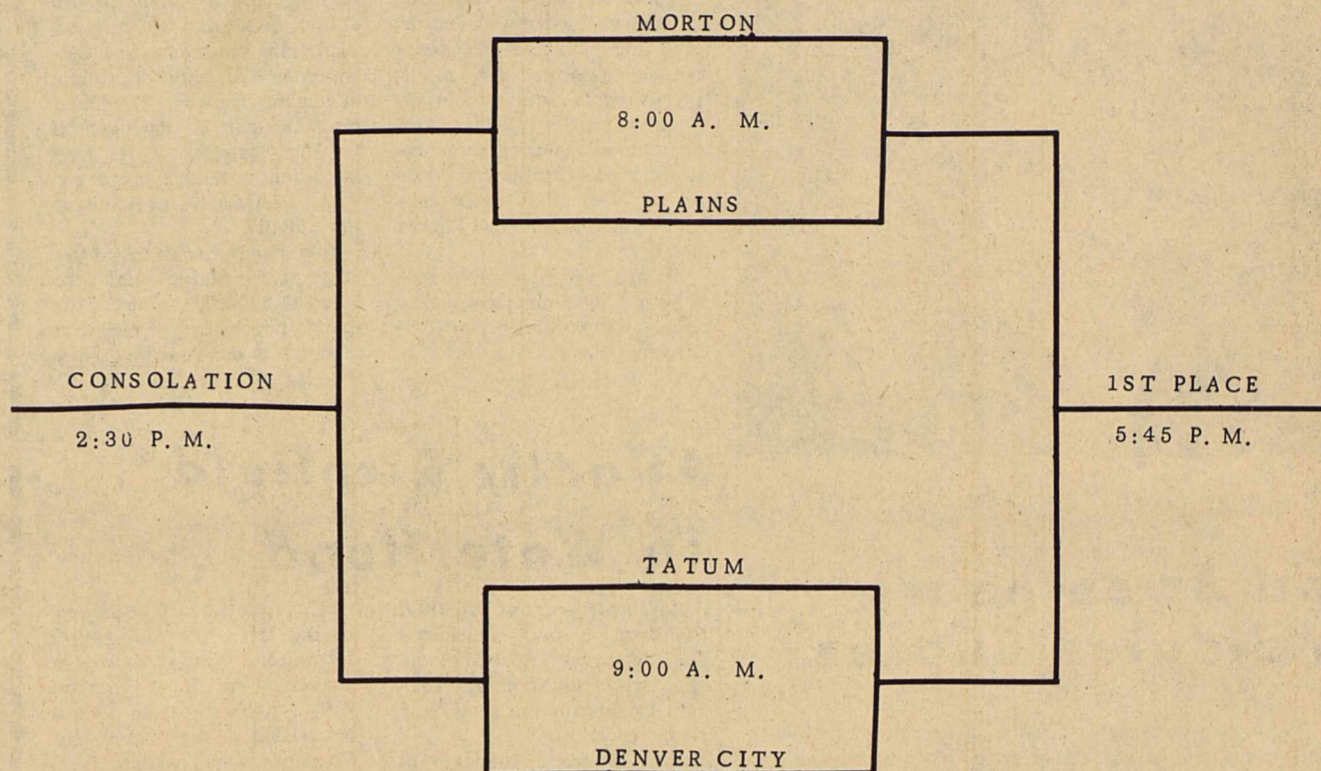 MORTON
8:00 A. M.
PLAINS
CONSOLATION
2:30 P. M.
1ST PLACE
5:45 P. M.
TATUM
9:00 A. M.
DENVER CITY